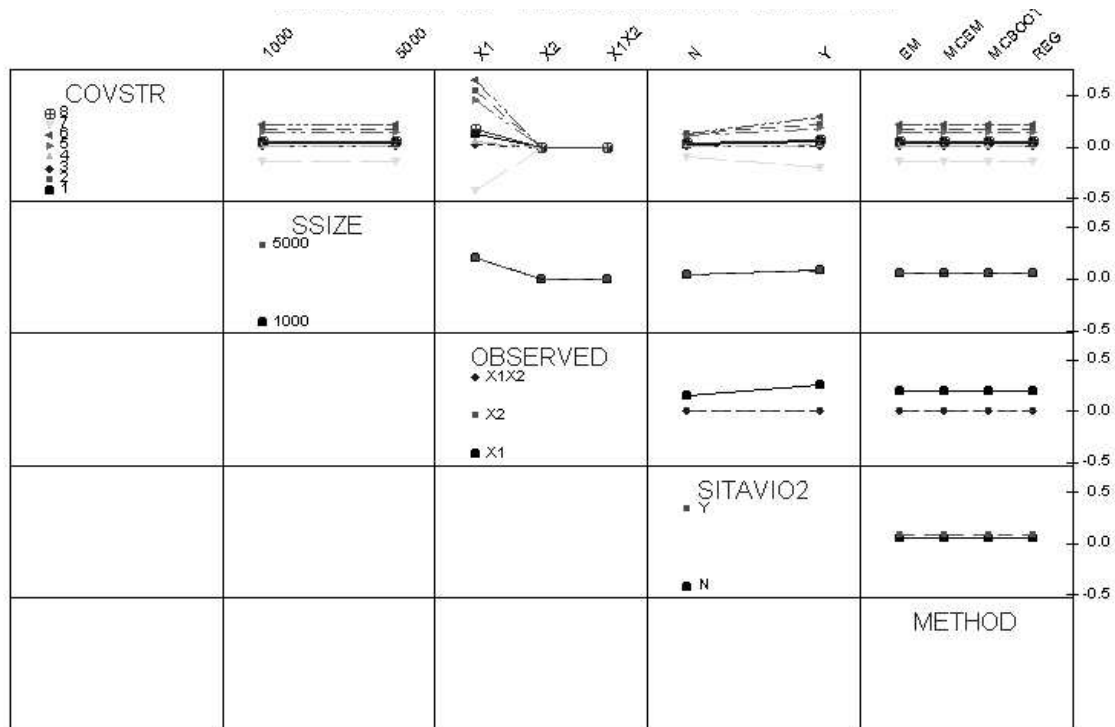 1000 5000 X1 X2 X1X2 N Y EM MCEM MCBOOT REG
COVSTR
8
7
6
5
4
3
2
1
0.5
0.0
-0.5
SSIZE
5000
1000
0.5
0.0
-0.5
OBSERVED
X1X2
X2
X1
0.5
0.0
-0.5
SITAVIO2
Y
N
0.5
0.0
-0.5
METHOD